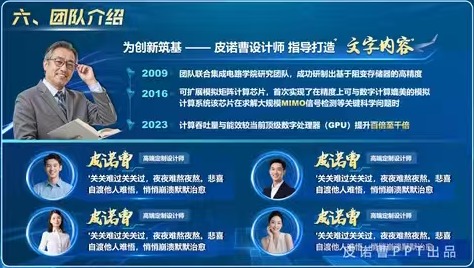 六、团队介绍
为创新筑基 —— 皮诺曹设计师 指导打造 “文字内容”
2009 团队联合集成电路学院研究团队，成功研制出基于阻变存储器的高精度
2016 可扩展模拟矩阵计算芯片，首次实现了在精度上可与数字计算媲美的模拟
计算系统该芯片在求解大规模MIMO信号检测等关键科学问题时
2023 计算吞吐量与能效较当前顶级数字处理器（GPU）提升百倍至千倍
皮诺曹 高端定制设计师
'关关难过关关过，夜夜难熬夜熬。悲喜
自渡他人难悟，悄悄崩溃默默治愈
皮诺曹 高端定制设计师
'关关难过关关过，夜夜难熬夜熬。悲喜
自渡他人难悟，悄悄崩溃默默治愈
皮诺曹 高端定制设计师
'关关难过关关过，夜夜难熬夜熬。悲喜
自渡他人难悟，悄悄崩溃默默治愈
皮诺曹 高端定制设计师
'关关难过关关过，夜夜难熬夜熬。悲喜
自渡他人难悟，悄悄崩溃默默治愈
皮诺曹PPT出品